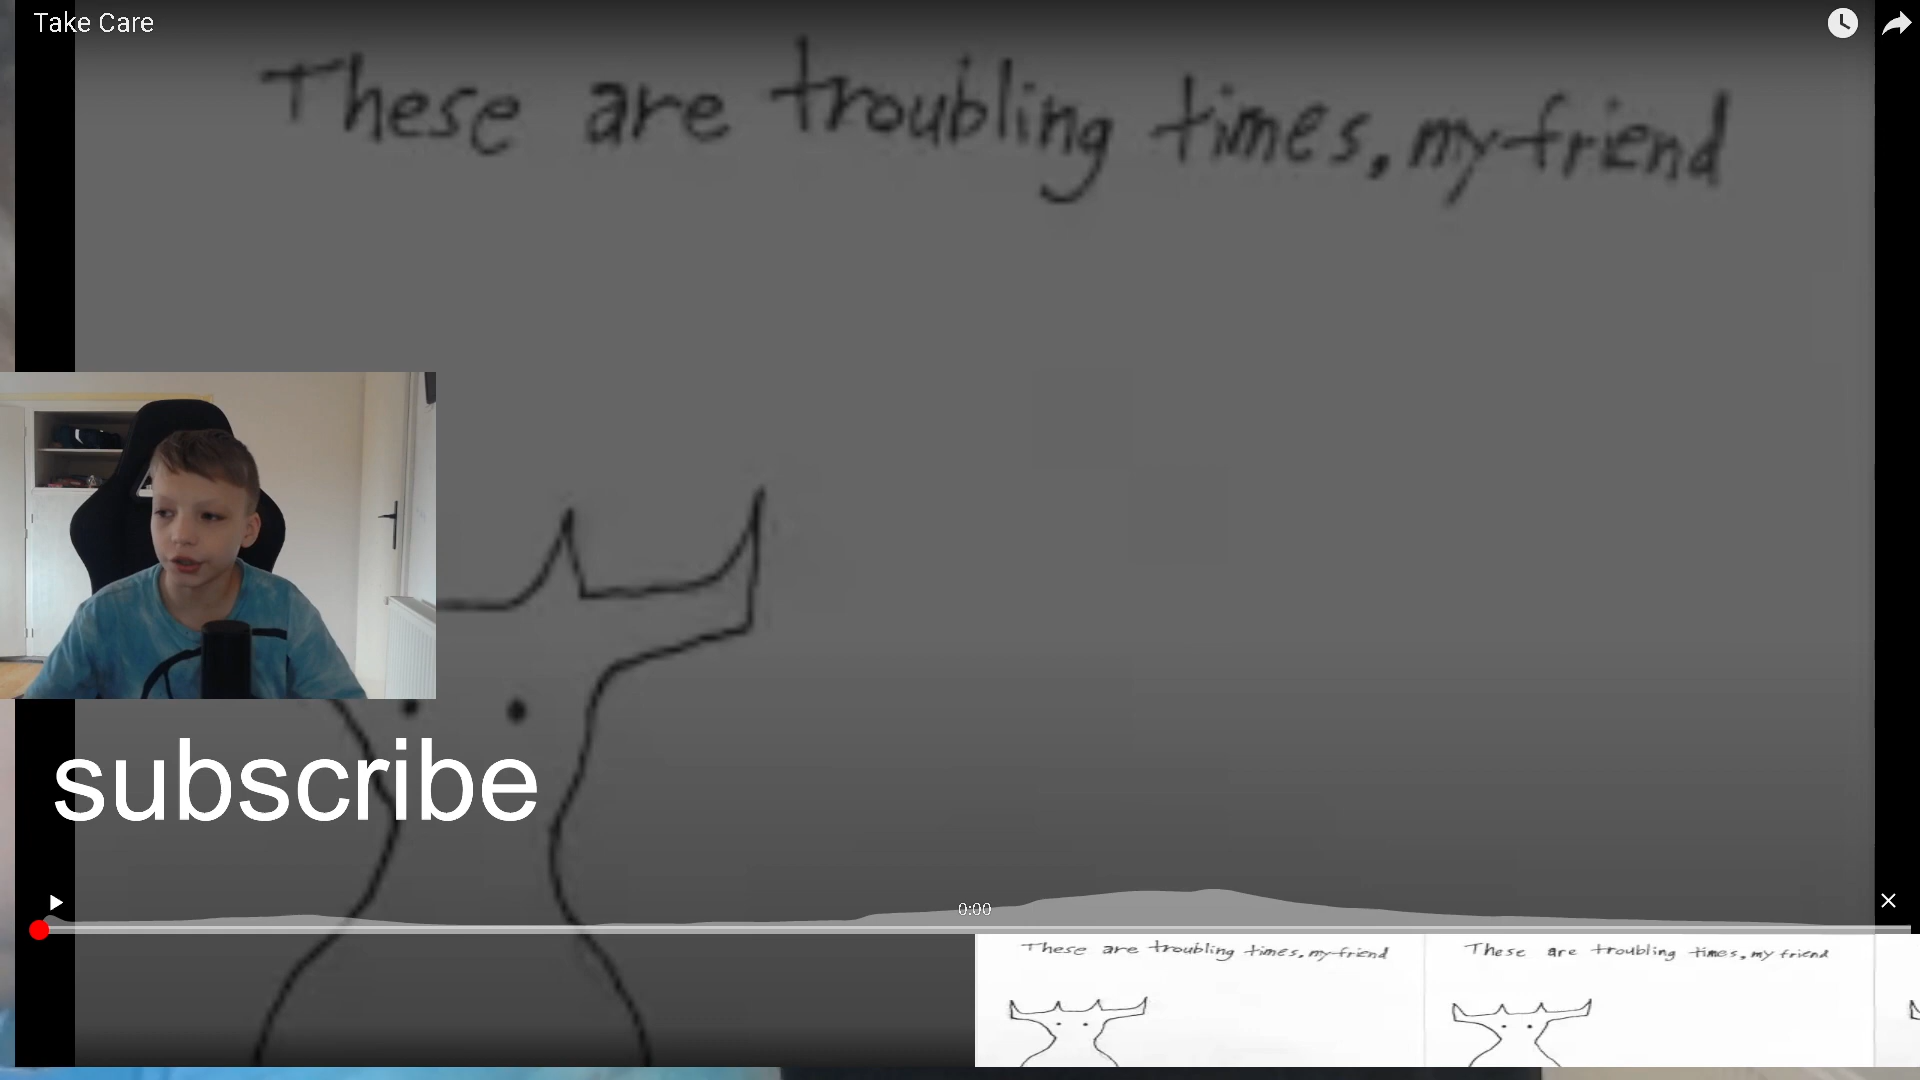 Take Care
These are troubling times, my friend
subscribe
0:00
These are troubling times, my friend
These are troubling times, my friend